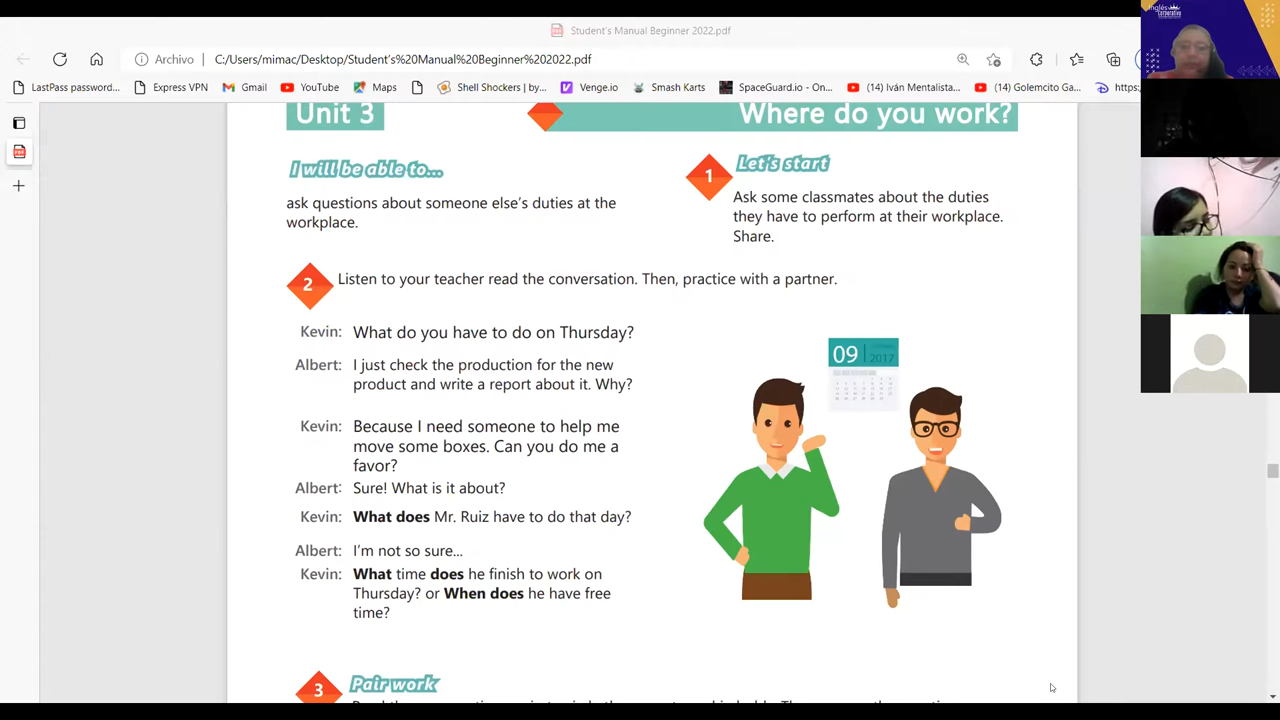 Student's Manual Beginner 2022.pdf
Archivo
C:/Users/mimac/Desktop/Student's%20Manual%20Beginner%202022.pdf
LastPass password...
Express VPN
Gmail
YouTube
Maps
Shell Shockers | by...
Venge.io
Smash Karts
SpaceGuard.io - On...
(14) Iván Mentalista...
(14) Golemcito Ga...
https:
Inglés
corporativo
Unit 3
Where do you work?
I will be able to...
ask questions about someone else's duties at the
workplace.
1
Let's start
Ask some classmates about the duties
they have to perform at their workplace.
Share.
2
Listen to your teacher read the conversation. Then, practice with a partner.
Kevin: What do you have to do on Thursday?
Albert: I just check the production for the new
product and write a report about it. Why?
Kevin: Because I need someone to help me
move some boxes. Can you do me a
favor?
Albert: Sure! What is it about?
Kevin: What does Mr. Ruiz have to do that day?
Albert: I'm not so sure...
Kevin: What time does he finish to work on
Thursday? or When does he have free
time?
09
2017
3
Pair work